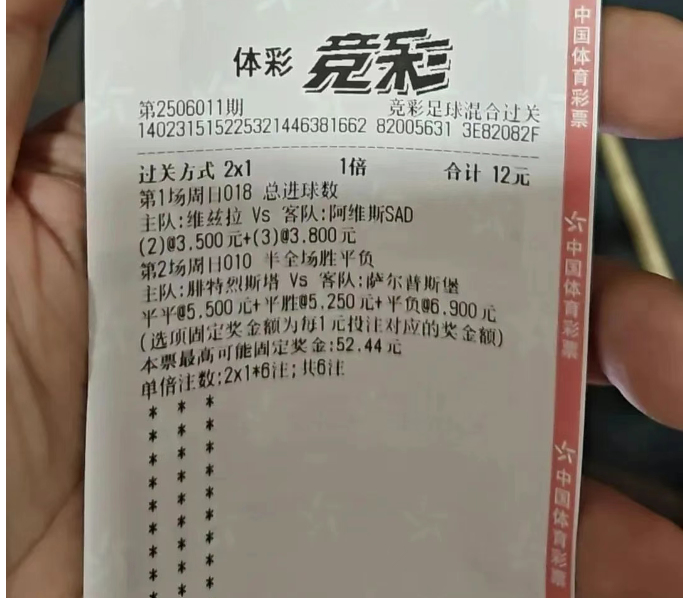 体彩 竞彩
第2506011期 竞彩足球混合过关
140231515225321446381662 82005631 3E82082F
过关方式 2x1 1倍 合计 12元
第1场周日018 总进球数
主队:维兹拉 Vs 客队:阿维斯SAD
(2)@3.500元+(3)@3.800元
第2场周日010 半全场胜平负
主队:腓特烈斯塔 Vs 客队:萨尔普斯堡
平平@5.500元+平胜@5.250元+平负@6.900元
(选项固定奖金额为每1元投注对应的奖金额)
本票最高可能固定奖金:52.44元
单倍注数:2x1*6注;共6注
* * *
* * *
* * *
* * *
* * *
* * *
* * *
* * *
中国体育彩票
中国体育彩票
中国体育彩票